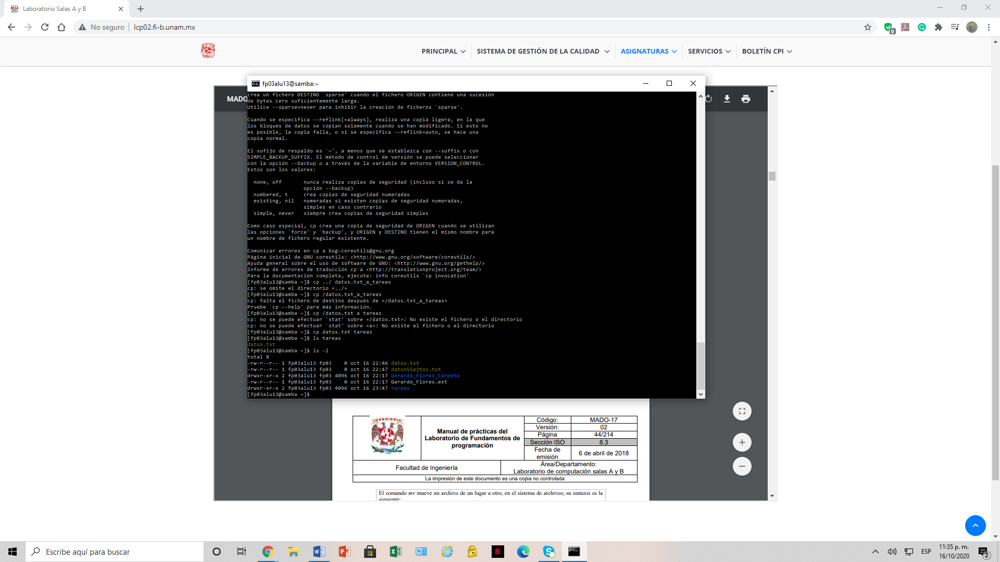 Laboratorio Salas A y B
No seguro
lcp02.fi-b.unam.mx
0
PRINCIPAL
SISTEMA DE GESTIÓN DE LA CALIDAD
ASIGNATURAS
SERVICIOS
BOLETÍN CPI
MADO
fp03alu13@samba:~
crea un fichero DESTINO `sparse' cuando el fichero ORIGEN contiene una sucesión
de bytes cero suficientemente larga.
Utilice --sparse=never para inhibir la creación de ficheros `sparse'.
Cuando se especifica --reflink[=always], realiza una copia ligera, en la que
los bloques de datos se copian solamente cuando se han modificado. Si esto no
es posible, la copia falla, o si se especifica --reflink=auto, se hace una
copia normal.
El sufijo de respaldo es `~', a menos que se establezca con --suffix o con
SIMPLE_BACKUP_SUFFIX. El método de control de versión se puede seleccionar
con la opción --backup o a través de la variable de entorno VERSION_CONTROL.
Estos son los valores:
none, off nunca realiza copias de seguridad (incluso si se da la
opción --backup)
numbered, t crea copias de seguridad numeradas
existing, nil numeradas si existen copias de seguridad numeradas,
simples en caso contrario
simple, never siempre crea copias de seguridad simples
Como caso especial, cp crea una copia de seguridad de ORIGEN cuando se utilizan
las opciones `force' y `backup', y ORIGEN y DESTINO tienen el mismo nombre para
un nombre de fichero regular existente.
Comunicar errores en cp a bug-coreutils@gnu.org
Página inicial de GNU coreutils: <http://www.gnu.org/software/coreutils/>
Ayuda general sobre el uso de software de GNU: <http://www.gnu.org/gethelp/>
Informe de errores de traducción cp a <http://translationproject.org/team/>
Para la documentación completa, ejecute: info coreutils `cp invocation'
[fp03alu13@samba ~]$ cp ../ datos.txt_a_tareas
cp: se omite el directorio «../»
[fp03alu13@samba ~]$ cp /datos.txt_a_tareas
cp: falta el fichero de destino después de «/datos.txt_a_tareas»
Pruebe `cp --help' para más información.
[fp03alu13@samba ~]$ cp /datos.txt a tareas
cp: no se puede efectuar `stat' sobre «/datos.txt»: No existe el fichero o el directorio
cp: no se puede efectuar `stat' sobre «a»: No existe el fichero o el directorio
[fp03alu13@samba ~]$ cp datos.txt tareas
[fp03alu13@samba ~]$ ls tareas
datos.txt
[fp03alu13@samba ~]$ ls -l
total 8
-rw-r--r-- 1 fp03alu13 fp03    0 oct 16 22:46 datos.txt
-rw-r--r-- 1 fp03alu13 fp03    0 oct 16 22:47 datosViejtos.txt
drwxr-xr-x 2 fp03alu13 fp03 4096 oct 16 22:17 Gerardo_Flores_Carpeta
-rw-r--r-- 1 fp03alu13 fp03    0 oct 16 22:17 Gerardo_Flores.ext
drwxr-xr-x 2 fp03alu13 fp03 4096 oct 16 23:47 tareas
[fp03alu13@samba ~]$
INGENIERIA
Manual de prácticas del
Laboratorio de Fundamentos de
programación
Código: MADO-17
Versión: 02
Página 44/214
Sección ISO 8.3
Fecha de
emisión 6 de abril de 2018
Facultad de Ingeniería
Área/Departamento:
Laboratorio de computación salas A y B
La impresión de este documento es una copia no controlada
El comando mv mueve un archivo de un lugar a otro, en el sistema de archivos; su sintaxis es la
siguiente:
Escribe aquí para buscar
ESP
11:35 p. m.
16/10/2020
2